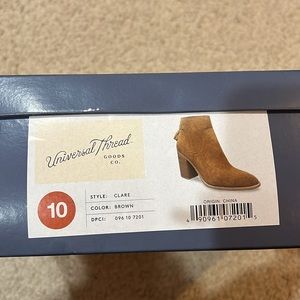 Universal Thread
GOODS
CO.
10
STYLE: CLARE
COLOR: BROWN
DPCI: 096 10 7201
ORIGIN: CHINA
4 90961 07201 5